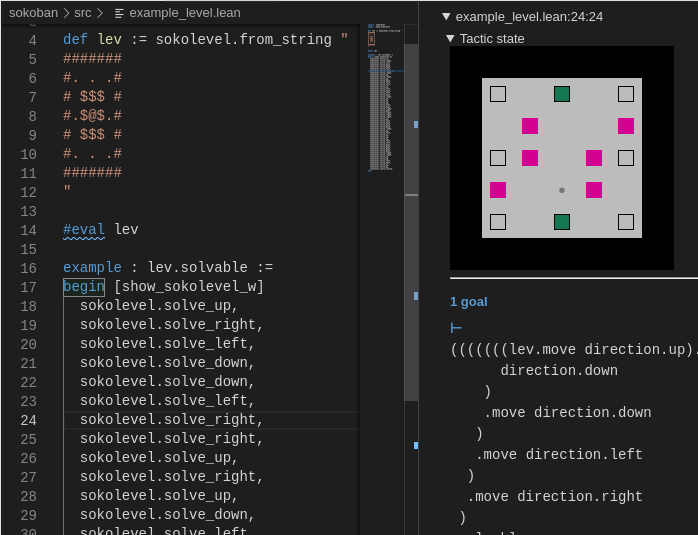 sokoban > src > example_level.lean
4 def lev := sokolevel.from_string "
5 #######
6 #. . .#
7 # $$$ #
8 #.$@$.#
9 # $$$ #
10 #. . .#
11 #######
12 "
13
14 #eval lev
15
16 example : lev.solvable :=
17 begin [show_sokolevel_w]
18 sokolevel.solve_up,
19 sokolevel.solve_right,
20 sokolevel.solve_left,
21 sokolevel.solve_down,
22 sokolevel.solve_down,
23 sokolevel.solve_left,
24 sokolevel.solve_right,
25 sokolevel.solve_right,
26 sokolevel.solve_up,
27 sokolevel.solve_right,
28 sokolevel.solve_up,
29 sokolevel.solve_down,
30 sokolevel.solve_left
example_level.lean:24:24
Tactic state
1 goal
⊢
(((((((lev.move direction.up).
direction.down
)
.move direction.down
)
.move direction.left
)
.move direction.right
)